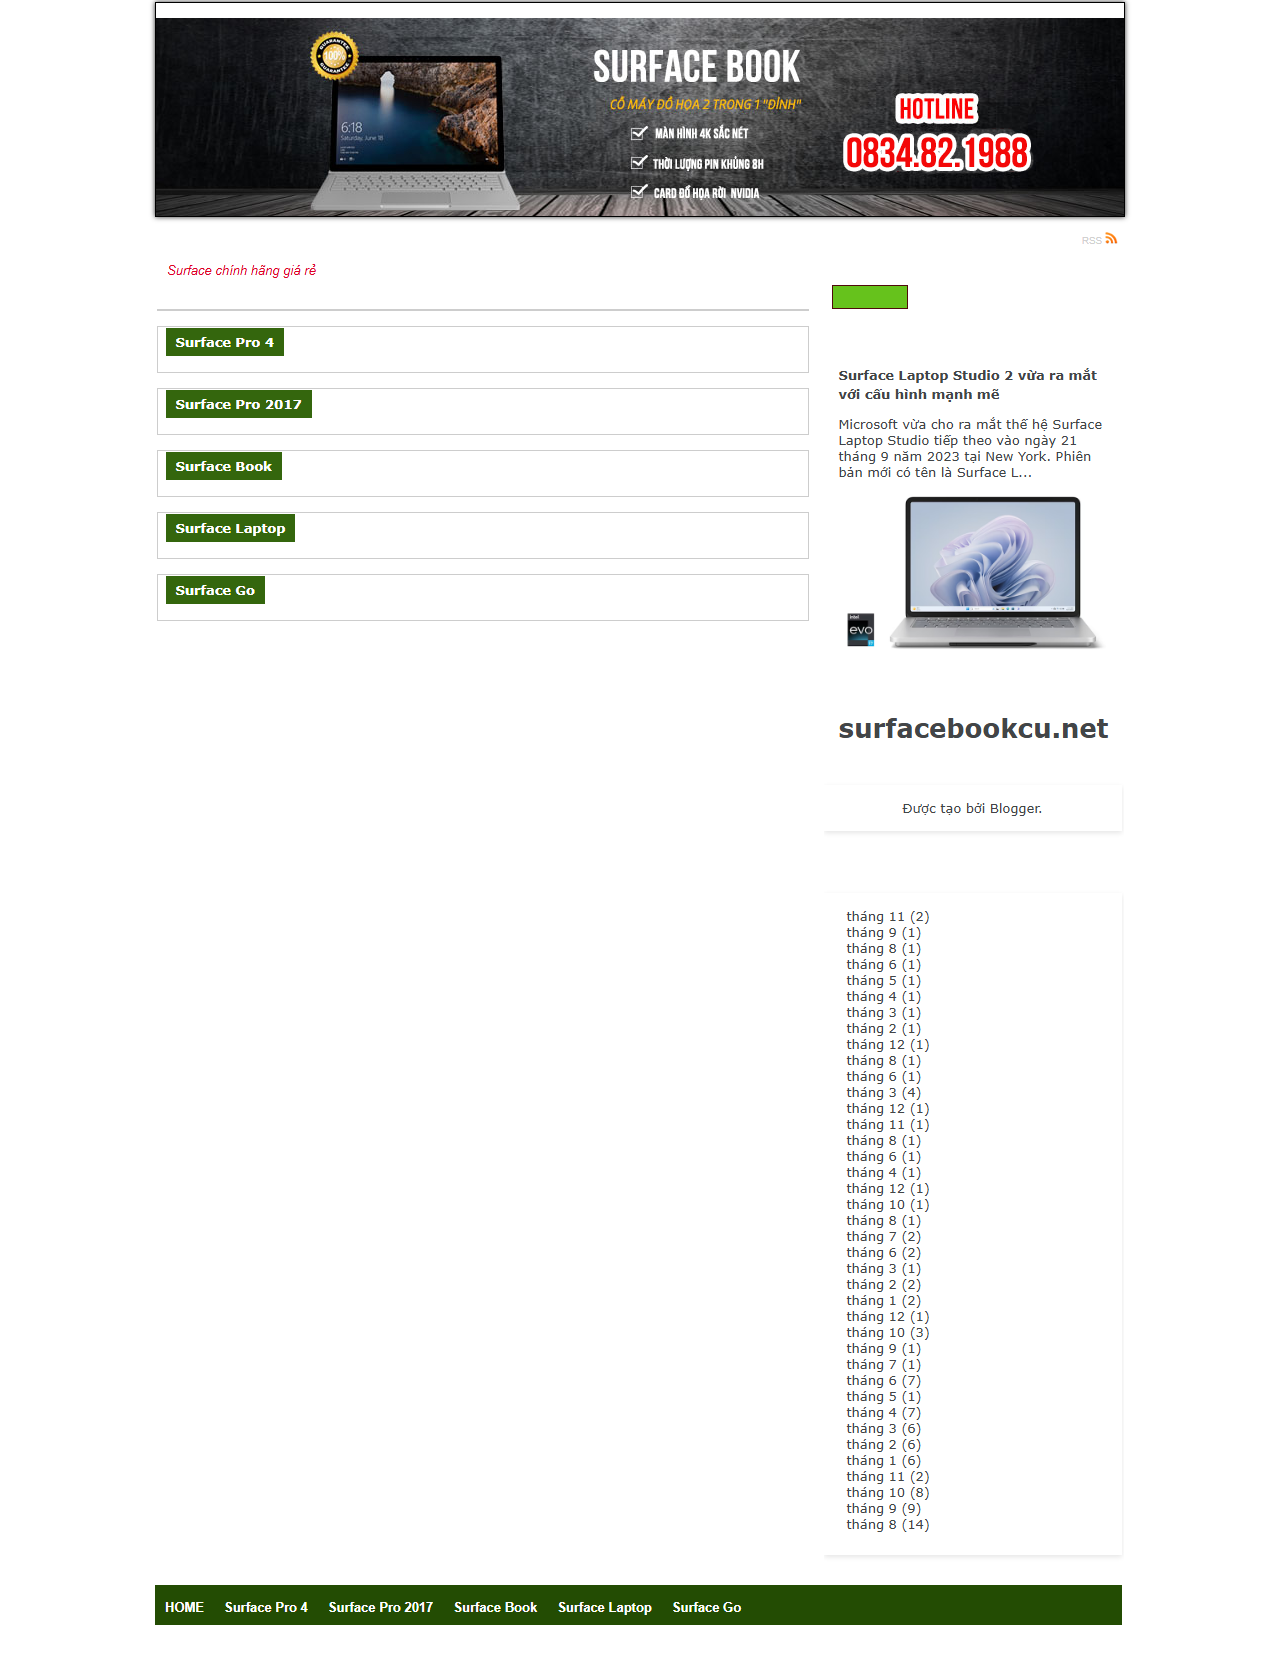 GUARANTEE
100%
GUARANTEE
6:18
Saturday, June 18
SURFACE BOOK
CỖ MÁY ĐỒ HỌA 2 TRONG 1 "ĐỈNH"
MÀN HÌNH 4K SẮC NÉT
THỜI LƯỢNG PIN KHỦNG 8H
CARD ĐỒ HỌA RỜI NVIDIA
HOTLINE
0834.82.1988
RSS
Surface chính hãng giá rẻ
Surface Pro 4
Surface Pro 2017
Surface Book
Surface Laptop
Surface Go
Surface Laptop Studio 2 vừa ra mắt
với cấu hình mạnh mẽ
Microsoft vừa cho ra mắt thế hệ Surface
Laptop Studio tiếp theo vào ngày 21
tháng 9 năm 2023 tại New York. Phiên
bản mới có tên là Surface L...
intel
evo
surfacebookcu.net
Được tạo bởi Blogger.
tháng 11 (2)
tháng 9 (1)
tháng 8 (1)
tháng 6 (1)
tháng 5 (1)
tháng 4 (1)
tháng 3 (1)
tháng 2 (1)
tháng 12 (1)
tháng 8 (1)
tháng 6 (1)
tháng 3 (4)
tháng 12 (1)
tháng 11 (1)
tháng 8 (1)
tháng 6 (1)
tháng 4 (1)
tháng 12 (1)
tháng 10 (1)
tháng 8 (1)
tháng 7 (2)
tháng 6 (2)
tháng 3 (1)
tháng 2 (2)
tháng 1 (2)
tháng 12 (1)
tháng 10 (3)
tháng 9 (1)
tháng 7 (1)
tháng 6 (7)
tháng 5 (1)
tháng 4 (7)
tháng 3 (6)
tháng 2 (6)
tháng 1 (6)
tháng 11 (2)
tháng 10 (8)
tháng 9 (9)
tháng 8 (14)
HOME Surface Pro 4 Surface Pro 2017 Surface Book Surface Laptop Surface Go